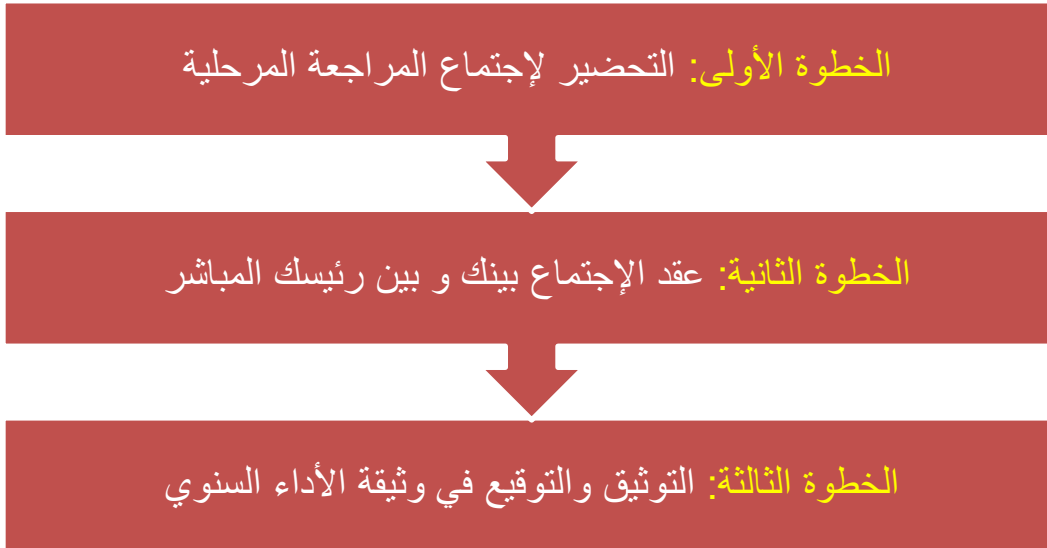 الخطوة الأولى: التحضير لإجتماع المراجعة المرحلية
الخطوة الثانية: عقد الإجتماع بينك و بين رئيسك المباشر
الخطوة الثالثة: التوثيق والتوقيع في وثيقة الأداء السنوي